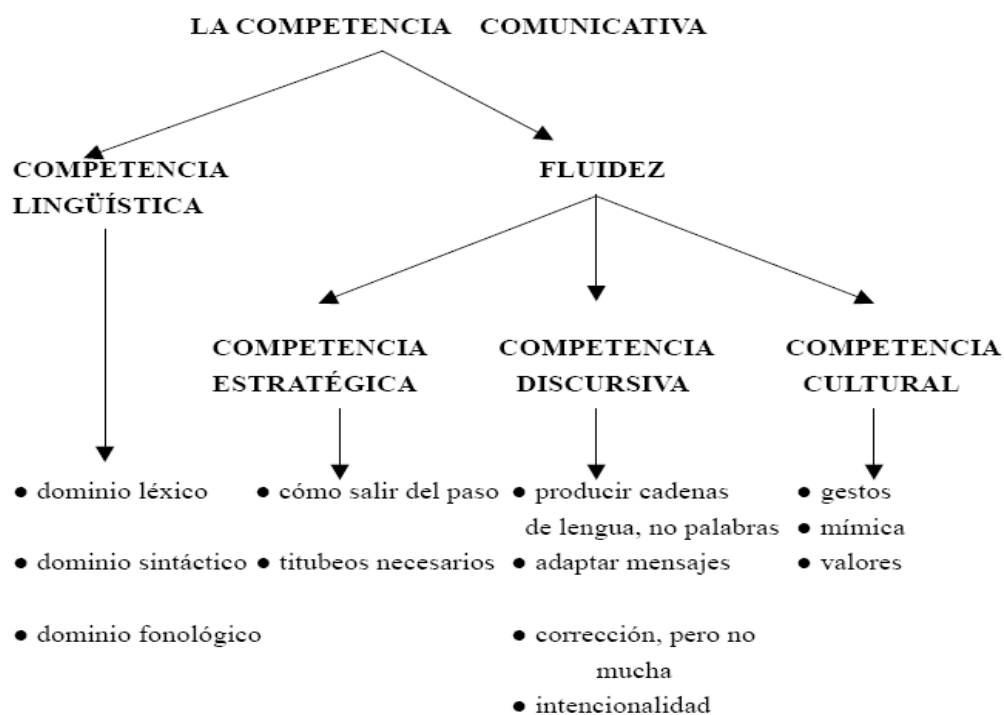 LA COMPETENCIA COMUNICATIVA
COMPETENCIA
LINGÜÍSTICA
FLUIDEZ
COMPETENCIA
ESTRATÉGICA
COMPETENCIA
DISCURSIVA
COMPETENCIA
CULTURAL
● dominio léxico
● dominio sintáctico
● dominio fonológico
● cómo salir del paso
● titubeos necesarios
● producir cadenas
de lengua, no palabras
● adaptar mensajes
● corrección, pero no
mucha
● intencionalidad
● gestos
● mímica
● valores